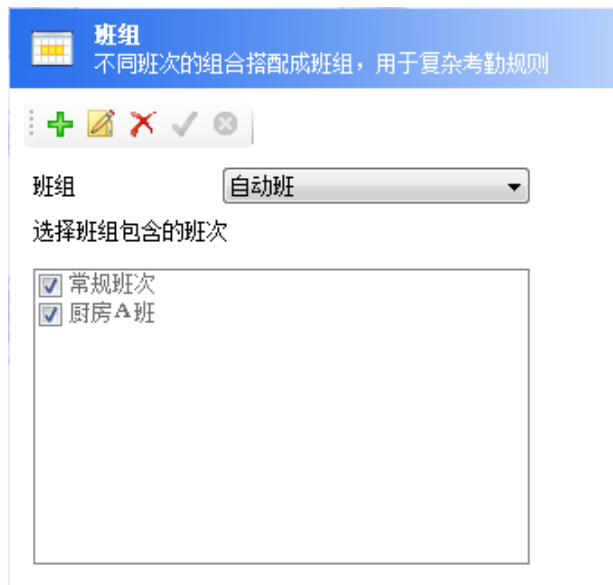 班组
不同班次的组合搭配成班组，用于复杂考勤规则
班组 自动班
选择班组包含的班次
常规班次
厨房A班